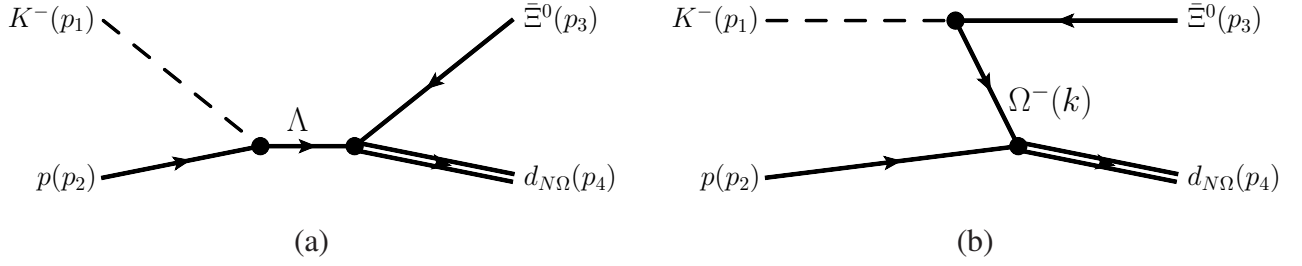 K⁻(p₁)
Ξ̄⁰(p₃)
Λ
p(p₂)
d_{NΩ}(p₄)
(a)
K⁻(p₁)
Ξ̄⁰(p₃)
Ω⁻(k)
p(p₂)
d_{NΩ}(p₄)
(b)